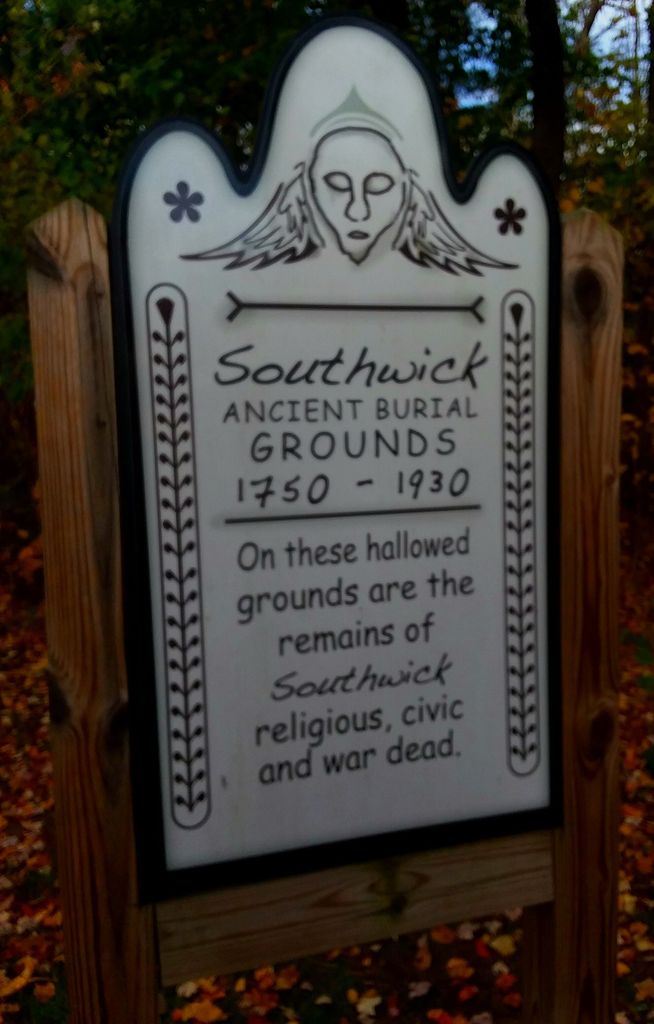 Southwick
ANCIENT BURIAL
GROUNDS
1750 - 1930
On these hallowed
grounds are the
remains of
Southwick
religious, civic
and war dead.